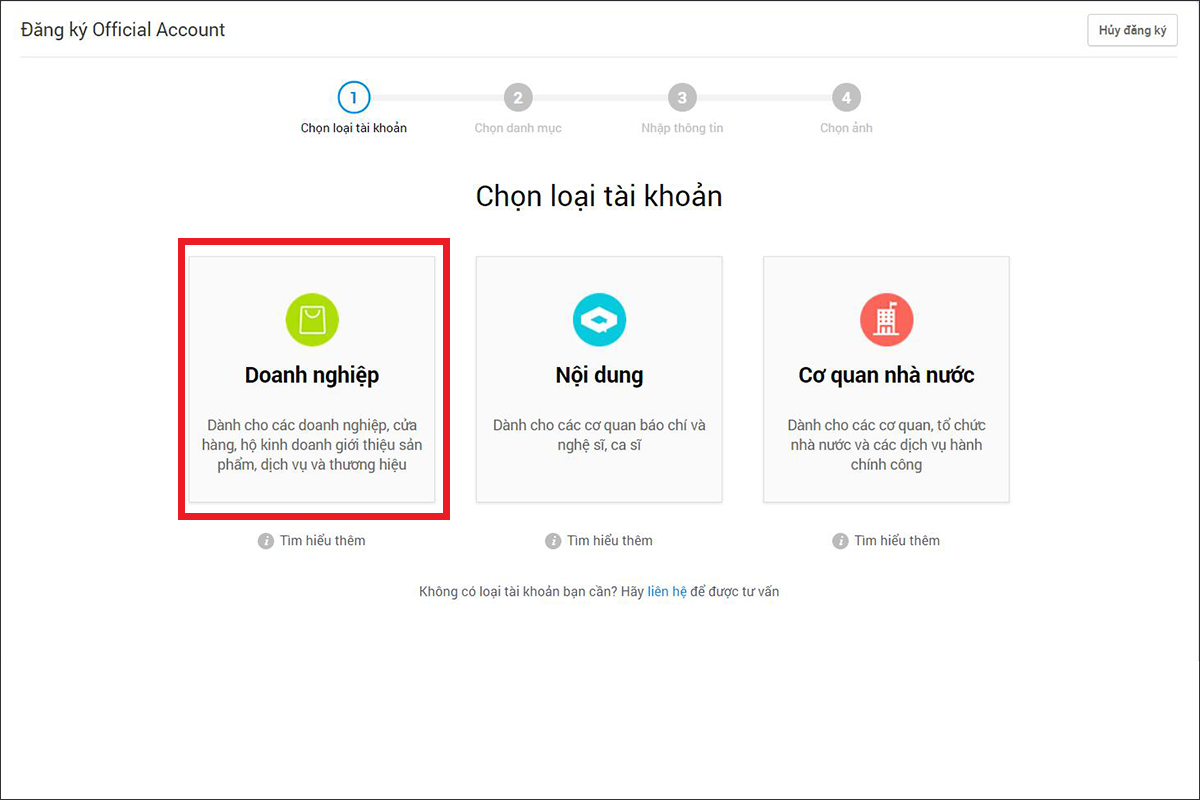 Đăng ký Official Account
Hủy đăng ký
1
2
3
4
Chọn loại tài khoản
Chọn danh mục
Nhập thông tin
Chọn ảnh
Chọn loại tài khoản
Doanh nghiệp
Dành cho các doanh nghiệp, cửa
hàng, hộ kinh doanh giới thiệu sản
phẩm, dịch vụ và thương hiệu
Tìm hiểu thêm
Nội dung
Dành cho các cơ quan báo chí và
nghệ sĩ, ca sĩ
Tìm hiểu thêm
Cơ quan nhà nước
Dành cho các cơ quan, tổ chức
nhà nước và các dịch vụ hành
chính công
Tìm hiểu thêm
Không có loại tài khoản bạn cần? Hãy liên hệ để được tư vấn